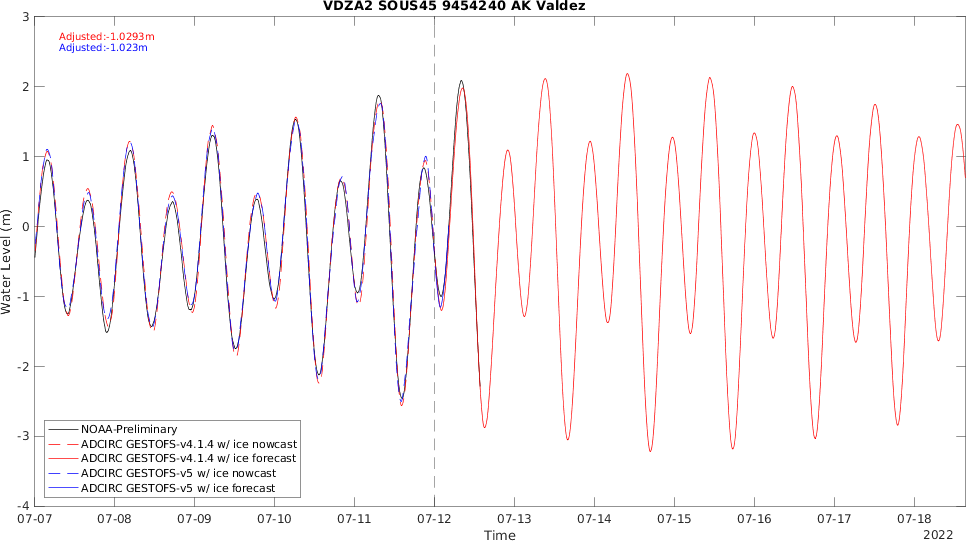 VDZA2 SOUS45 9454240 AK Valdez
Adjusted:-1.0293m
Adjusted:-1.023m
Water Level (m)
3
2
1
0
-1
-2
-3
-4
NOAA-Preliminary
ADCIRC GESTOFS-v4.1.4 w/ ice nowcast
ADCIRC GESTOFS-v4.1.4 w/ ice forecast
ADCIRC GESTOFS-v5 w/ ice nowcast
ADCIRC GESTOFS-v5 w/ ice forecast
07-07 07-08 07-09 07-10 07-11 07-12 07-13 07-14 07-15 07-16 07-17 07-18
Time
2022